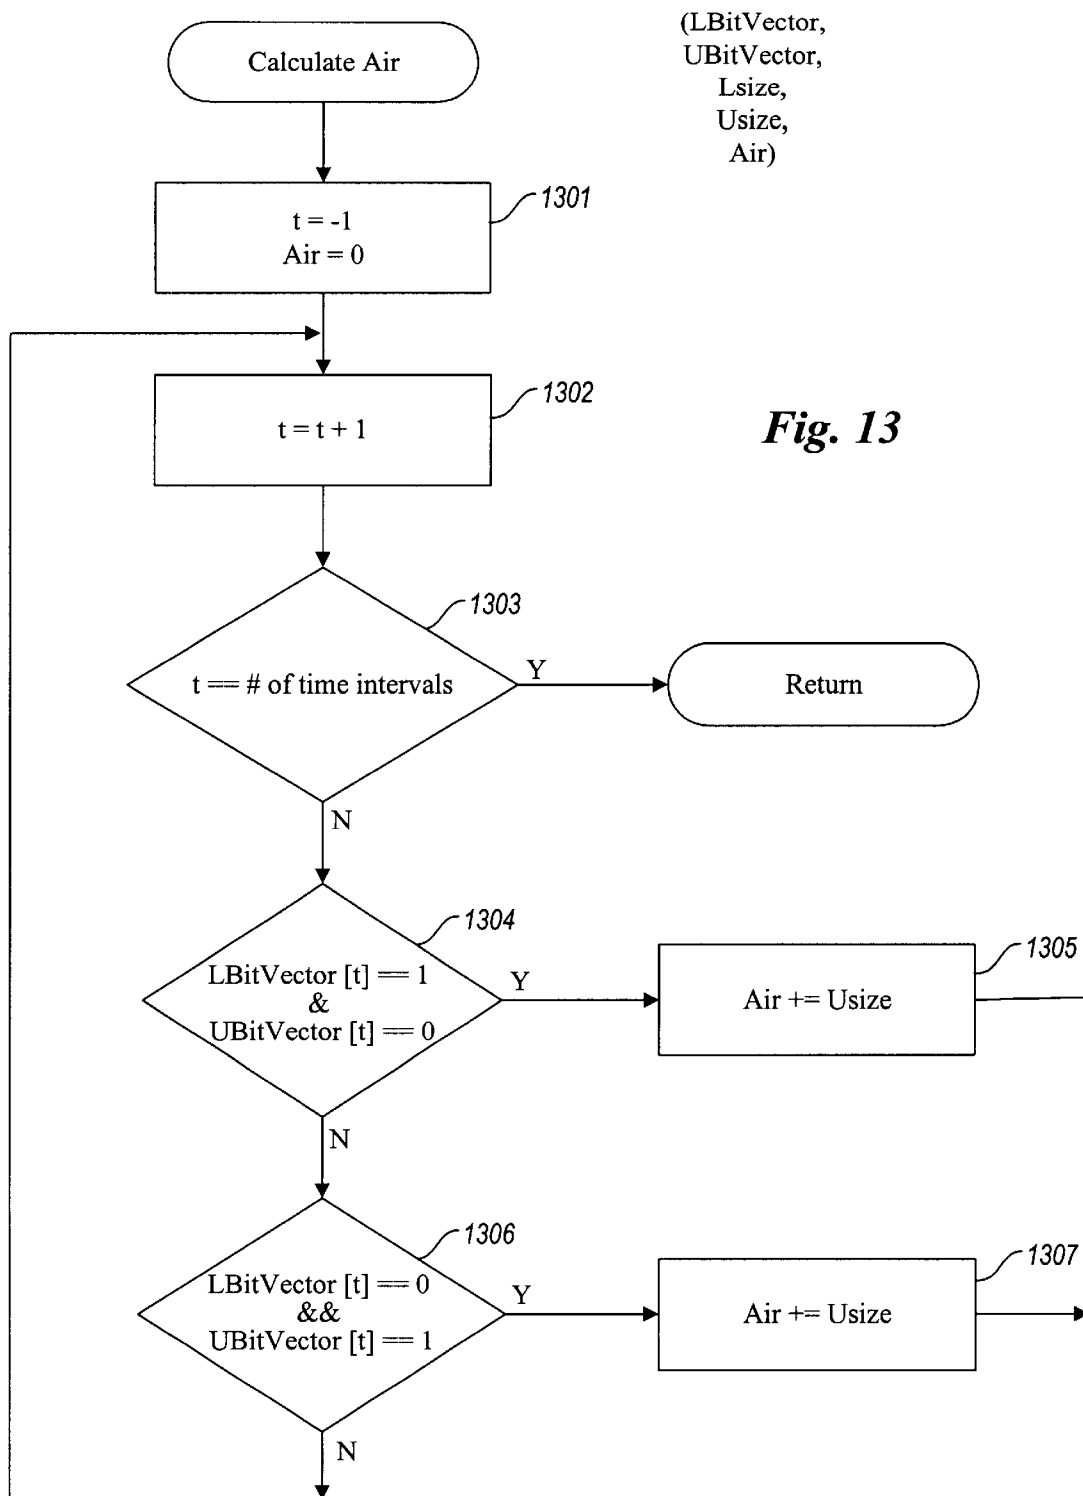 Calculate Air
(LBitVector,
UBitVector,
Lsize,
Usize,
Air)
1301
t = -1
Air = 0
1302
t = t + 1
Fig. 13
1303
t == # of time intervals
Y
Return
N
1304
LBitVector [t] == 1
&
UBitVector [t] == 0
Y
1305
Air += Usize
N
1306
LBitVector [t] == 0
&&
UBitVector [t] == 1
Y
1307
Air += Usize
N